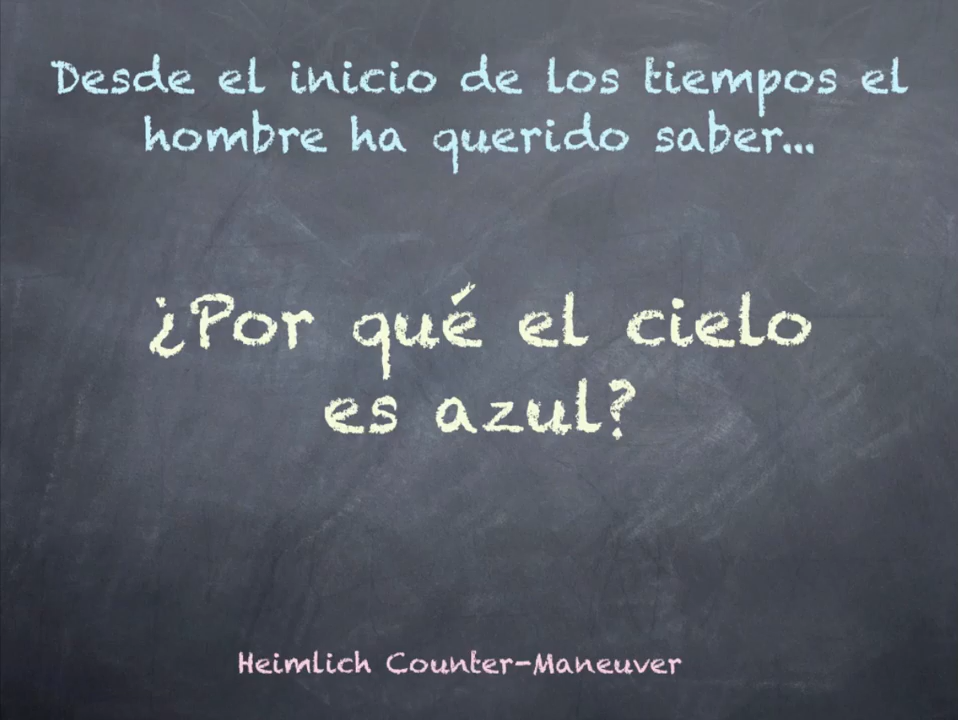 Desde el inicio de los tiempos el
hombre ha querido saber...
¿Por qué el cielo
es azul?
Heimlich Counter-Maneuver